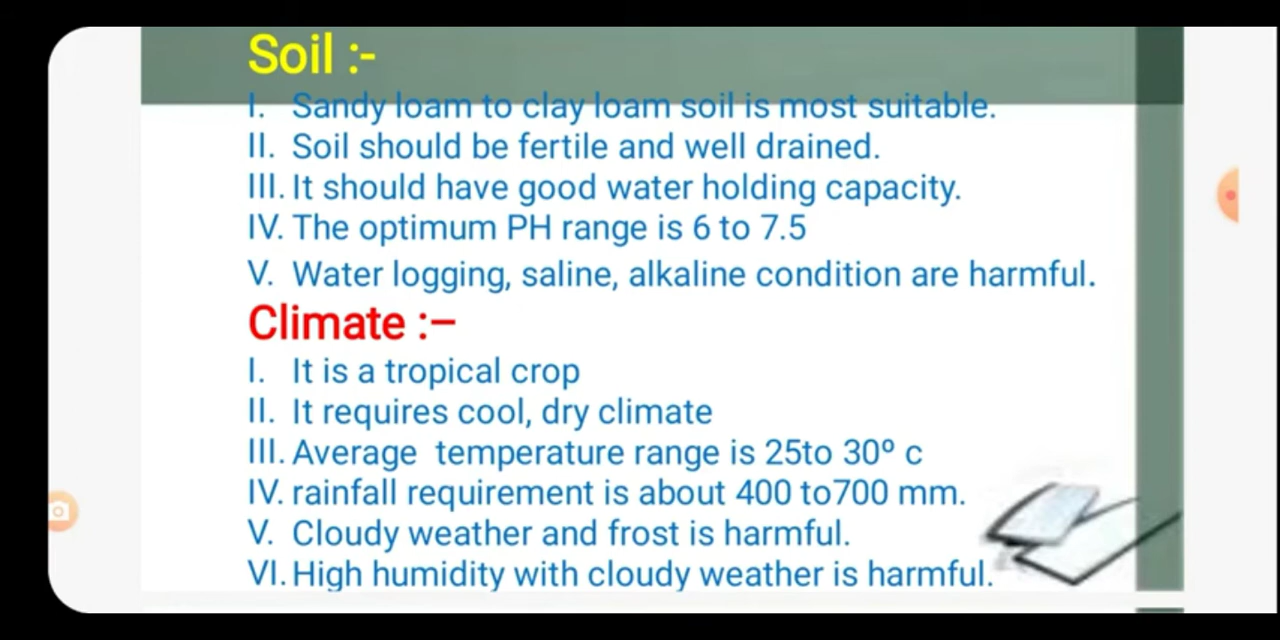 Soil :-
I. Sandy loam to clay loam soil is most suitable.
II. Soil should be fertile and well drained.
III. It should have good water holding capacity.
IV. The optimum PH range is 6 to 7.5
V. Water logging, saline, alkaline condition are harmful.
Climate :–
I. It is a tropical crop
II. It requires cool, dry climate
III. Average temperature range is 25to 30º c
IV. rainfall requirement is about 400 to700 mm.
V. Cloudy weather and frost is harmful.
VI. High humidity with cloudy weather is harmful.